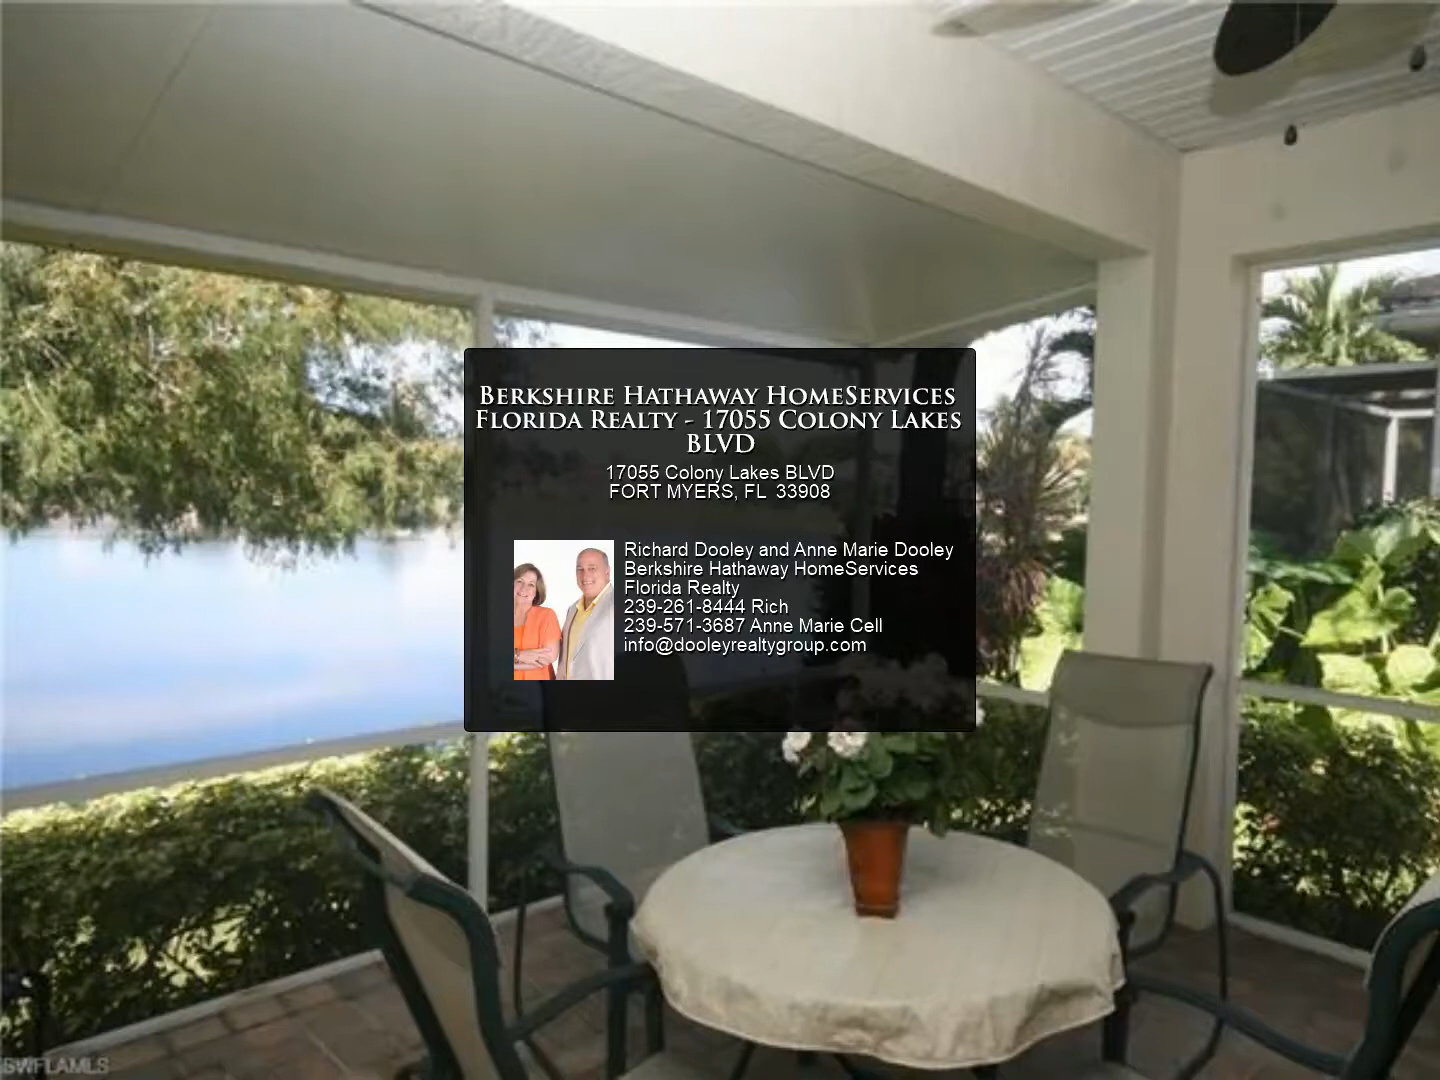 BERKSHIRE HATHAWAY HOMESERVICES
FLORIDA REALTY - 17055 COLONY LAKES
BLVD
17055 Colony Lakes BLVD
FORT MYERS, FL  33908
Richard Dooley and Anne Marie Dooley
Berkshire Hathaway HomeServices
Florida Realty
239-261-8444 Rich
239-571-3687 Anne Marie Cell
info@dooleyrealtygroup.com
SWFLAMLS